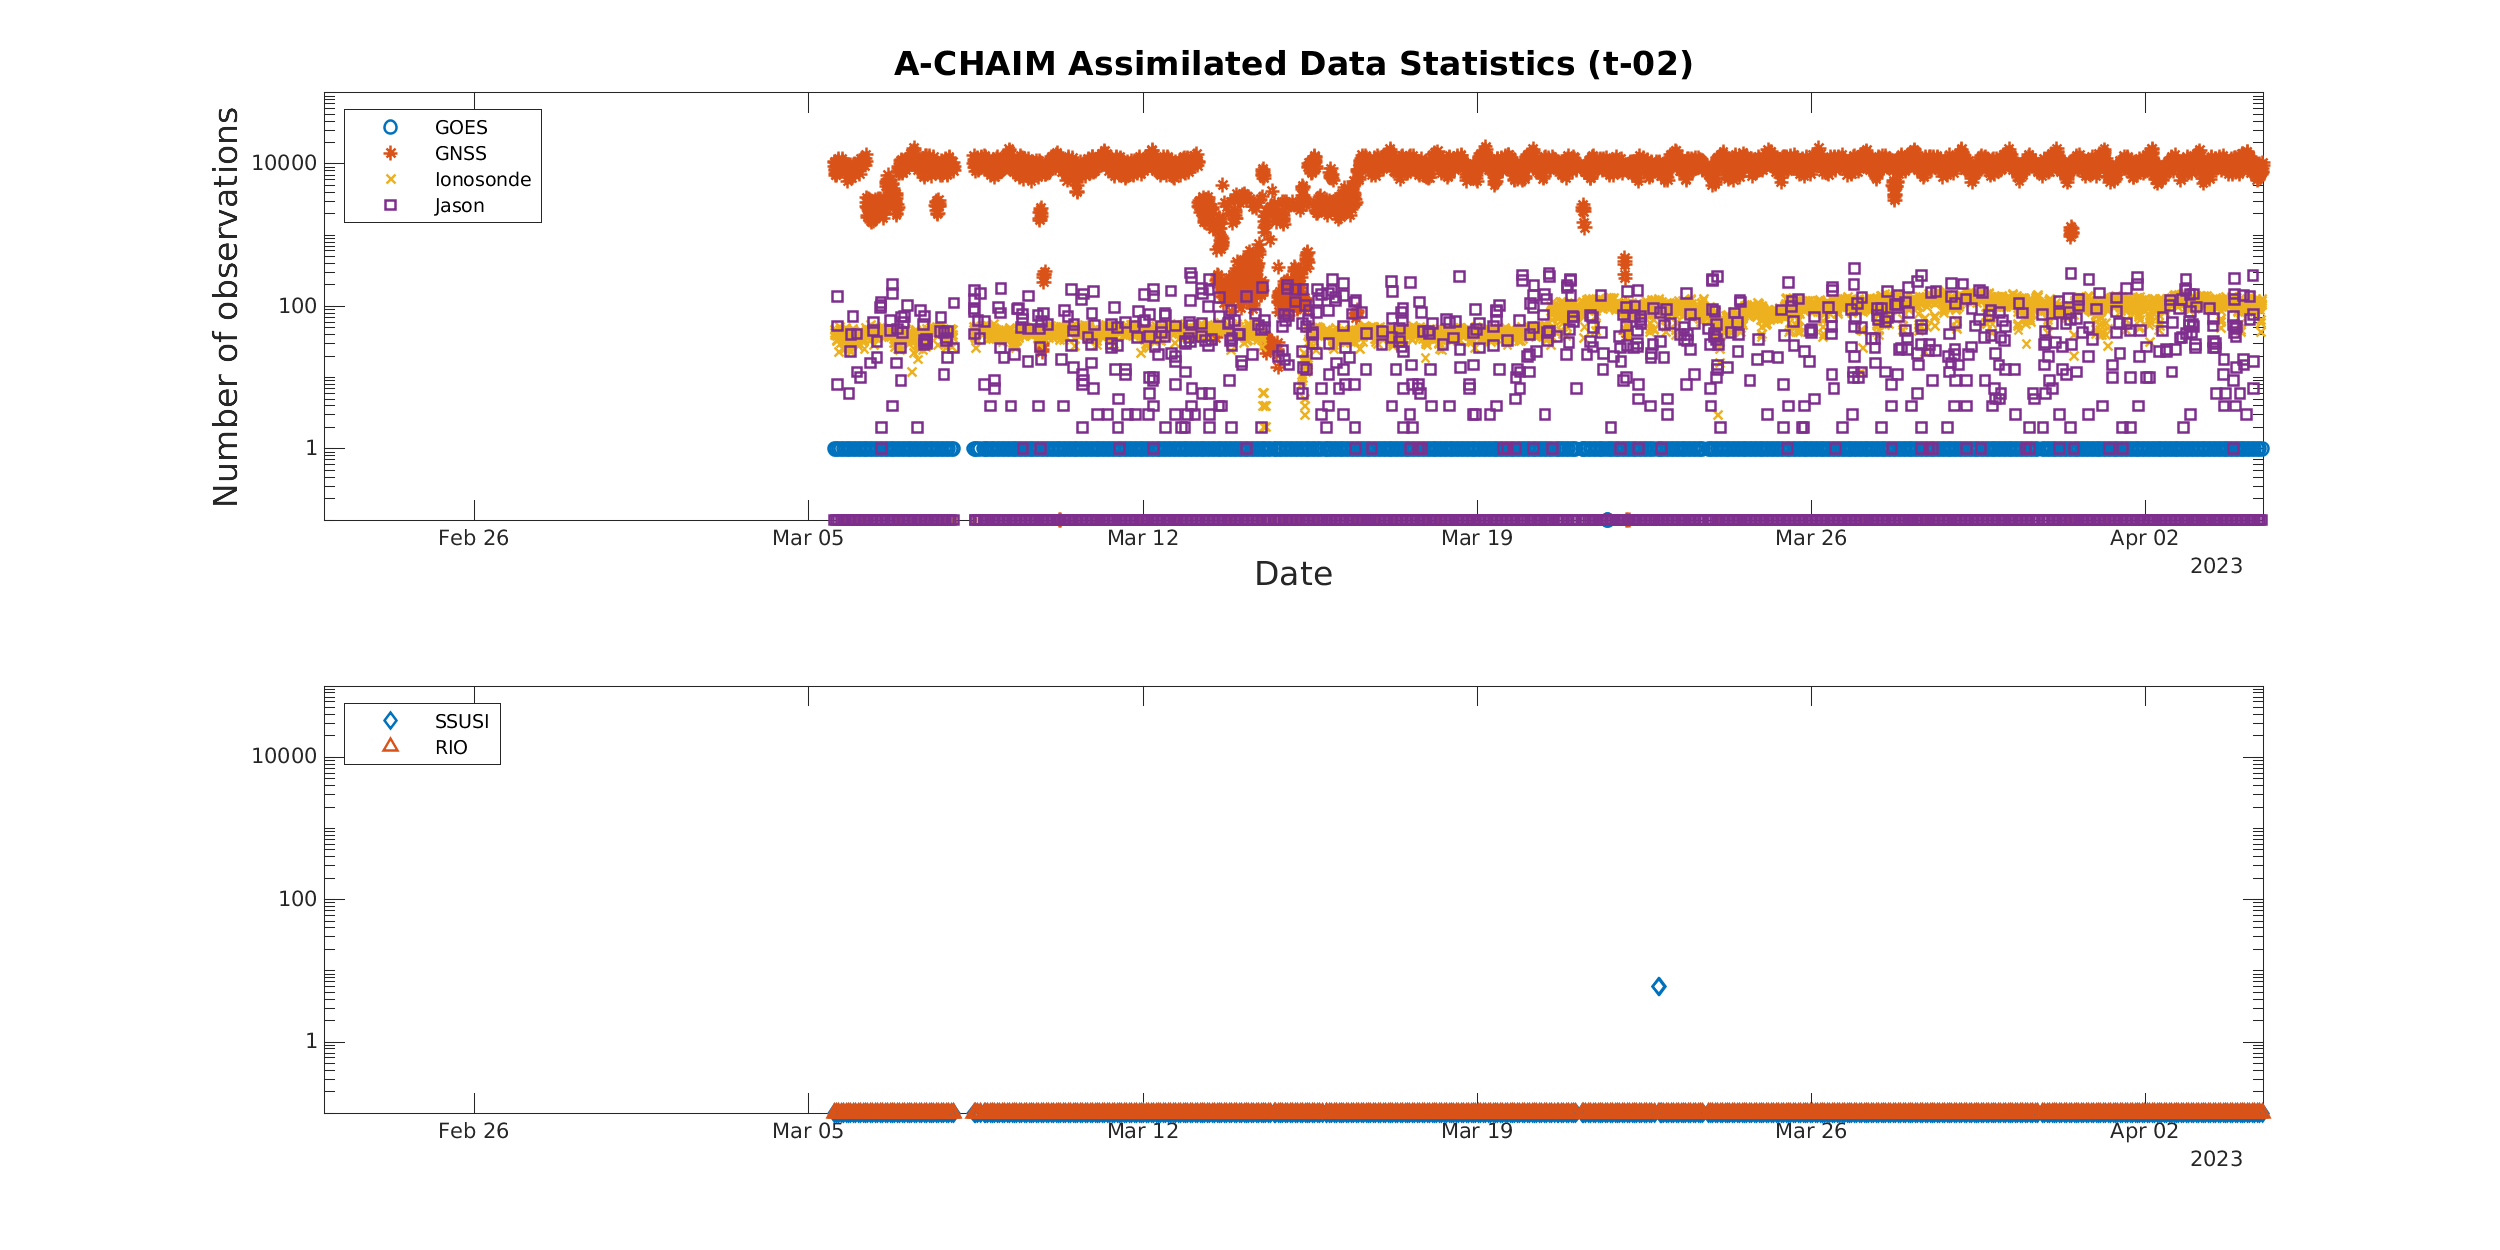 A-CHAIM Assimilated Data Statistics (t-02)
Number of observations
10000
100
1
GOES
GNSS
Ionosonde
Jason
Feb 26
Mar 05
Mar 12
Mar 19
Mar 26
Apr 02
2023
Date
10000
100
1
SSUSI
RIO
Feb 26
Mar 05
Mar 12
Mar 19
Mar 26
Apr 02
2023